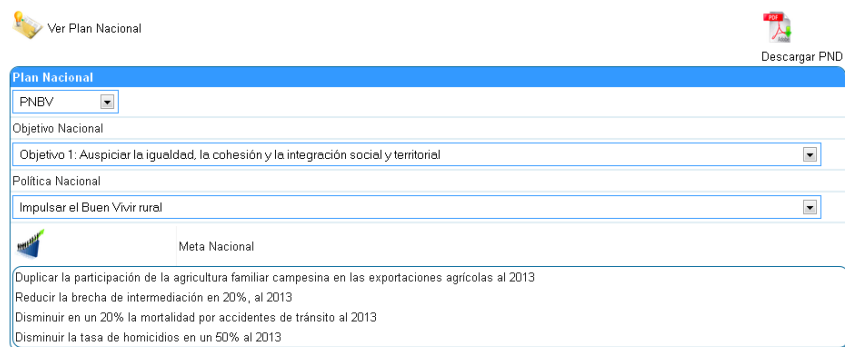 Ver Plan Nacional
PDF
Descargar PND
Plan Nacional
PNBV
Objetivo Nacional
Objetivo 1: Auspiciar la igualdad, la cohesión y la integración social y territorial
Política Nacional
Impulsar el Buen Vivir rural
Meta Nacional
Duplicar la participación de la agricultura familiar campesina en las exportaciones agrícolas al 2013
Reducir la brecha de intermediación en 20%, al 2013
Disminuir en un 20% la mortalidad por accidentes de tránsito al 2013
Disminuir la tasa de homicidios en un 50% al 2013